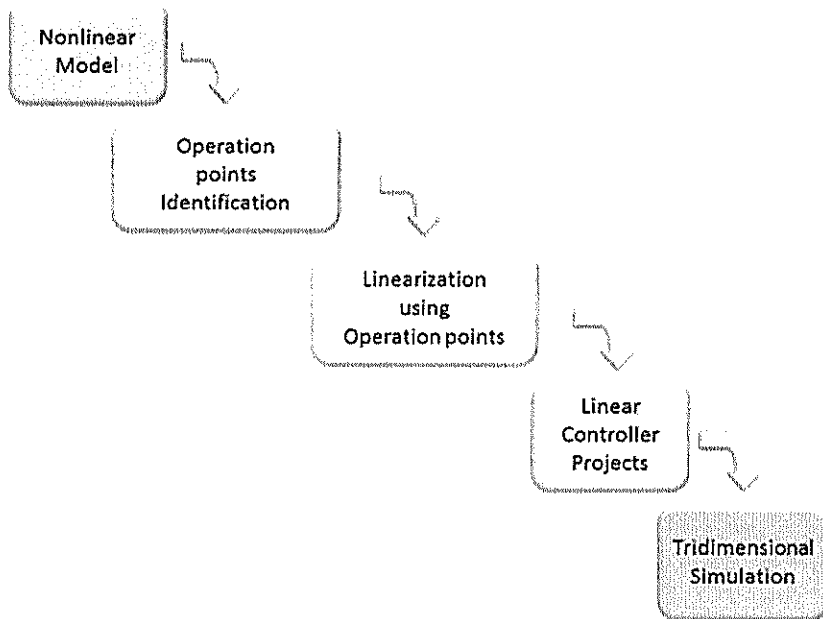 Nonlinear
Model
Operation
points
Identification
Linearization
using
Operation points
Linear
Controller
Projects
Tridimensional
Simulation